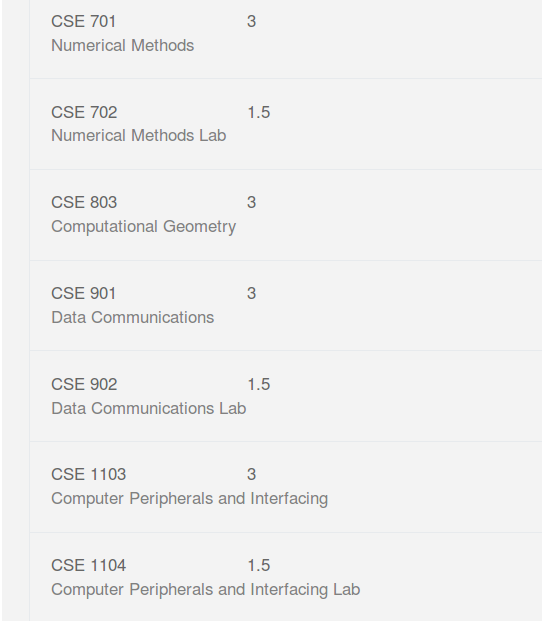 CSE 701 3
Numerical Methods
CSE 702 1.5
Numerical Methods Lab
CSE 803 3
Computational Geometry
CSE 901 3
Data Communications
CSE 902 1.5
Data Communications Lab
CSE 1103 3
Computer Peripherals and Interfacing
CSE 1104 1.5
Computer Peripherals and Interfacing Lab